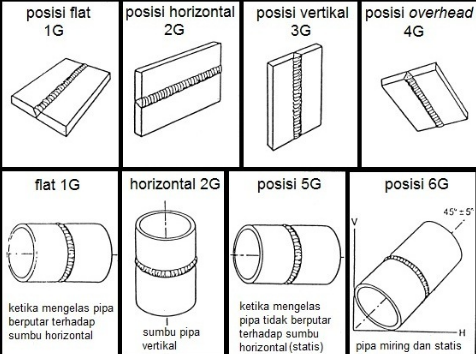 posisi flat
1G
posisi horizontal
2G
posisi vertikal
3G
posisi overhead
4G
flat 1G
ketika mengelas pipa
berputar terhadap
sumbu horizontal
horizontal 2G
sumbu pipa
vertikal
posisi 5G
ketika mengelas
pipa tidak berputar
terhadap sumbu
horizontal (statis)
posisi 6G
45° ± 5°
V
H
pipa miring dan statis